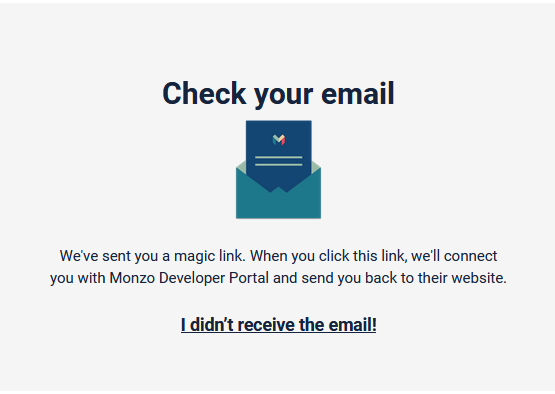 Check your email
We've sent you a magic link. When you click this link, we'll connect
you with Monzo Developer Portal and send you back to their website.
I didn’t receive the email!